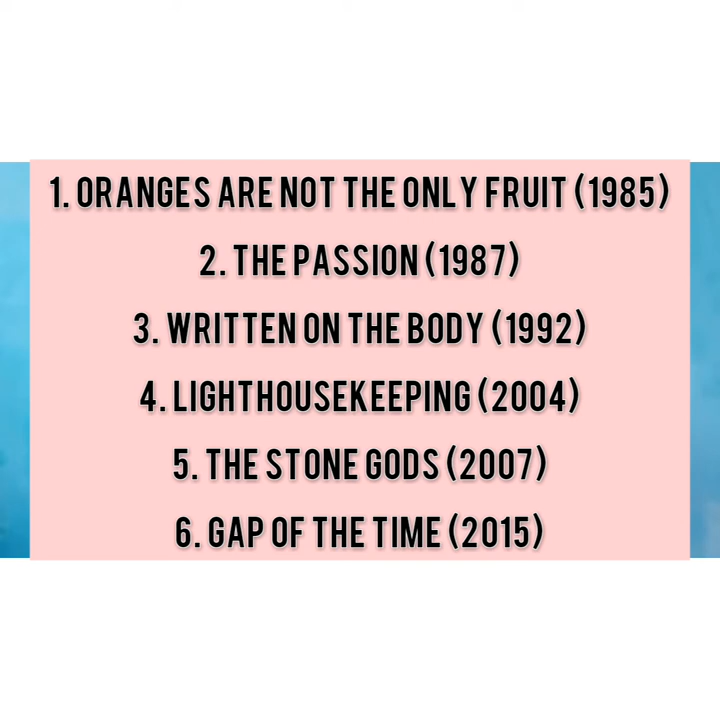 1. ORANGES ARE NOT THE ONLY FRUIT (1985)
2. THE PASSION (1987)
3. WRITTEN ON THE BODY (1992)
4. LIGHTHOUSEKEEPING (2004)
5. THE STONE GODS (2007)
6. GAP OF THE TIME (2015)